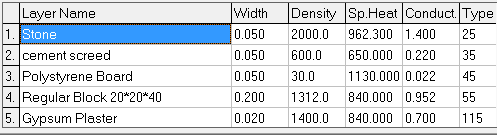 Layer Name Width Density Sp.Heat Conduct. Type
1. Stone 0.050 2000.0 962.300 1.400 25
2. cement screed 0.050 600.0 650.000 0.220 35
3. Polystyrene Board 0.050 30.0 1130.000 0.022 45
4. Regular Block 20*20*40 0.200 1312.0 840.000 0.952 55
5. Gypsum Plaster 0.020 1400.0 840.000 0.700 115